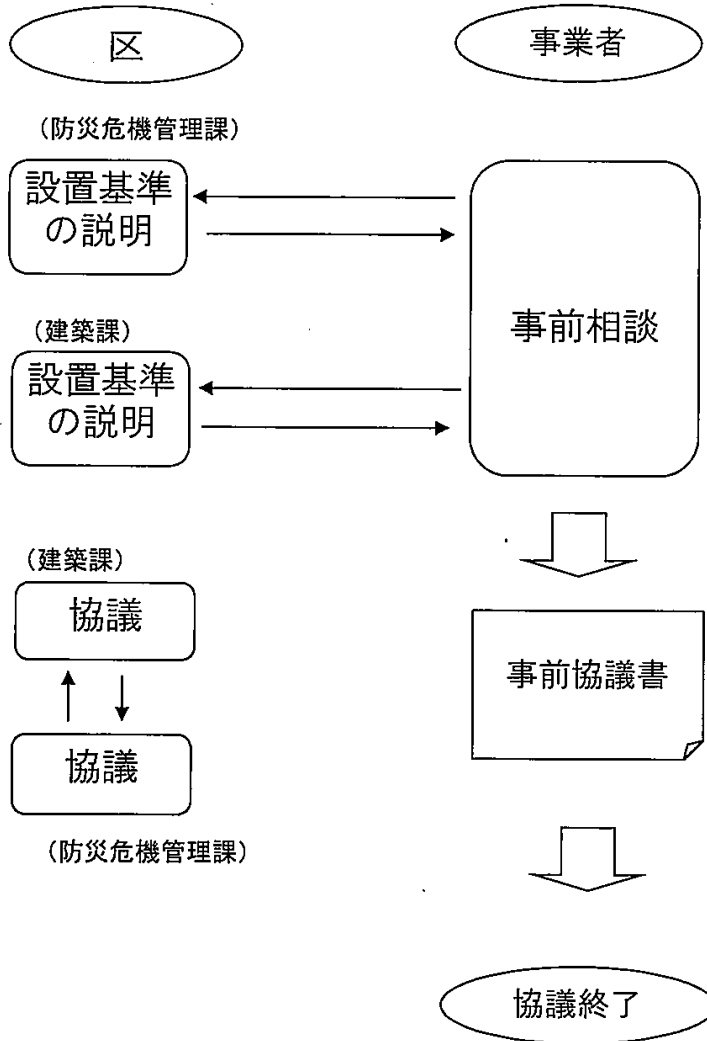 区
事業者
（防災危機管理課）
設置基準
の説明
事前相談
（建築課）
設置基準
の説明
（建築課）
協議
事前協議書
協議
（防災危機管理課）
協議終了